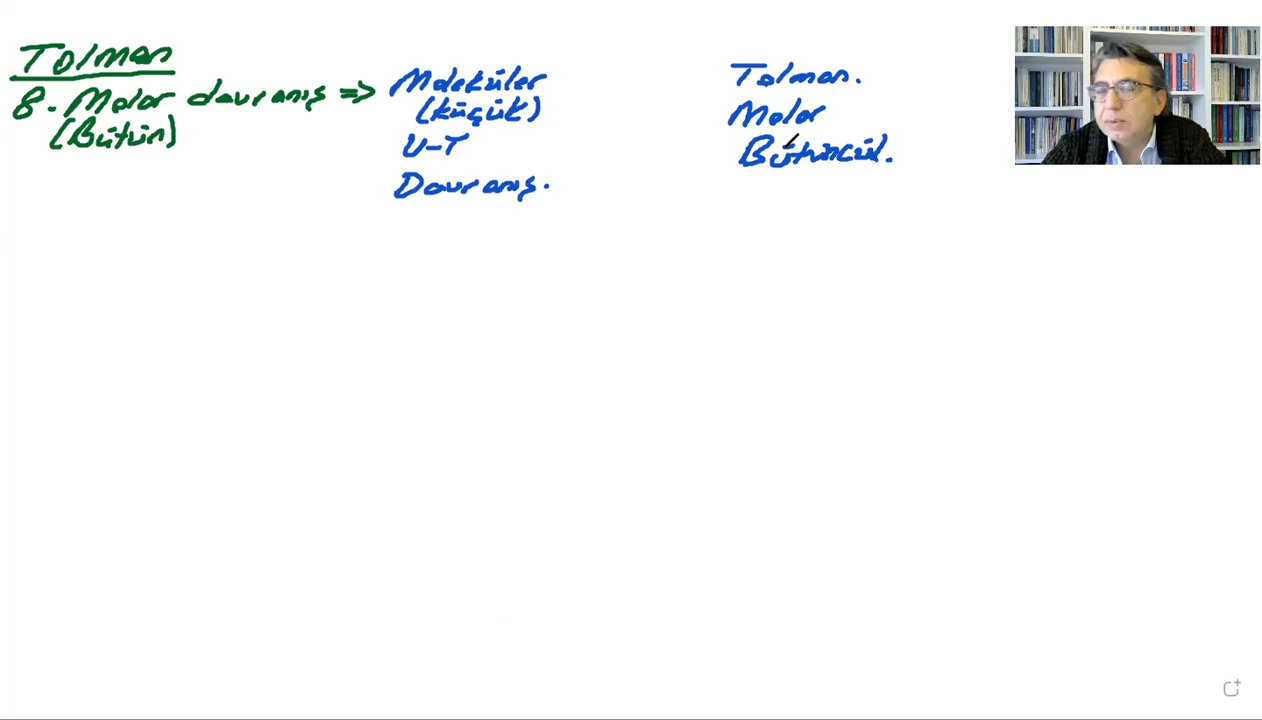 Tolman
8. Molar davranış =>
(Bütün)
Moleküler
(küçük)
U-T
Davranış.
Tolman.
Molar
Bütüncül.